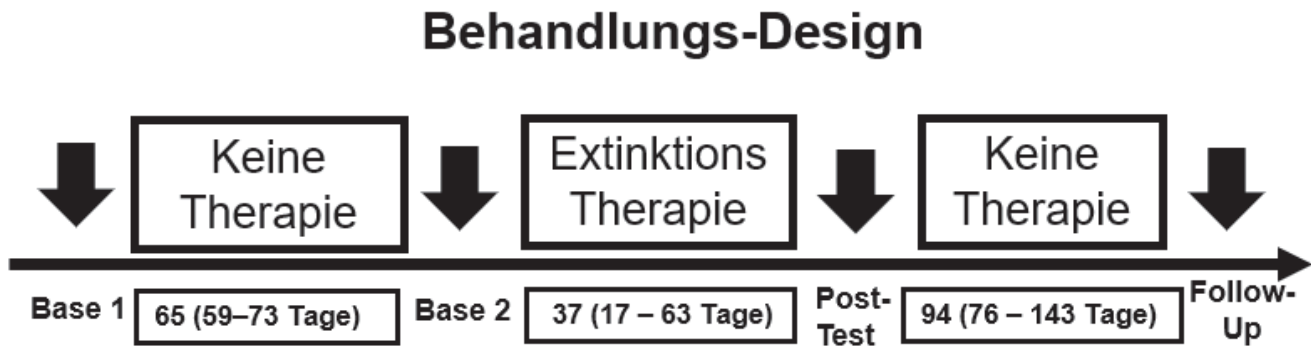 Behandlungs-Design
Keine
Therapie
Extinktions
Therapie
Keine
Therapie
Base 1
65 (59–73 Tage)
Base 2
37 (17 – 63 Tage)
Post-
Test
94 (76 – 143 Tage)
Follow-
Up